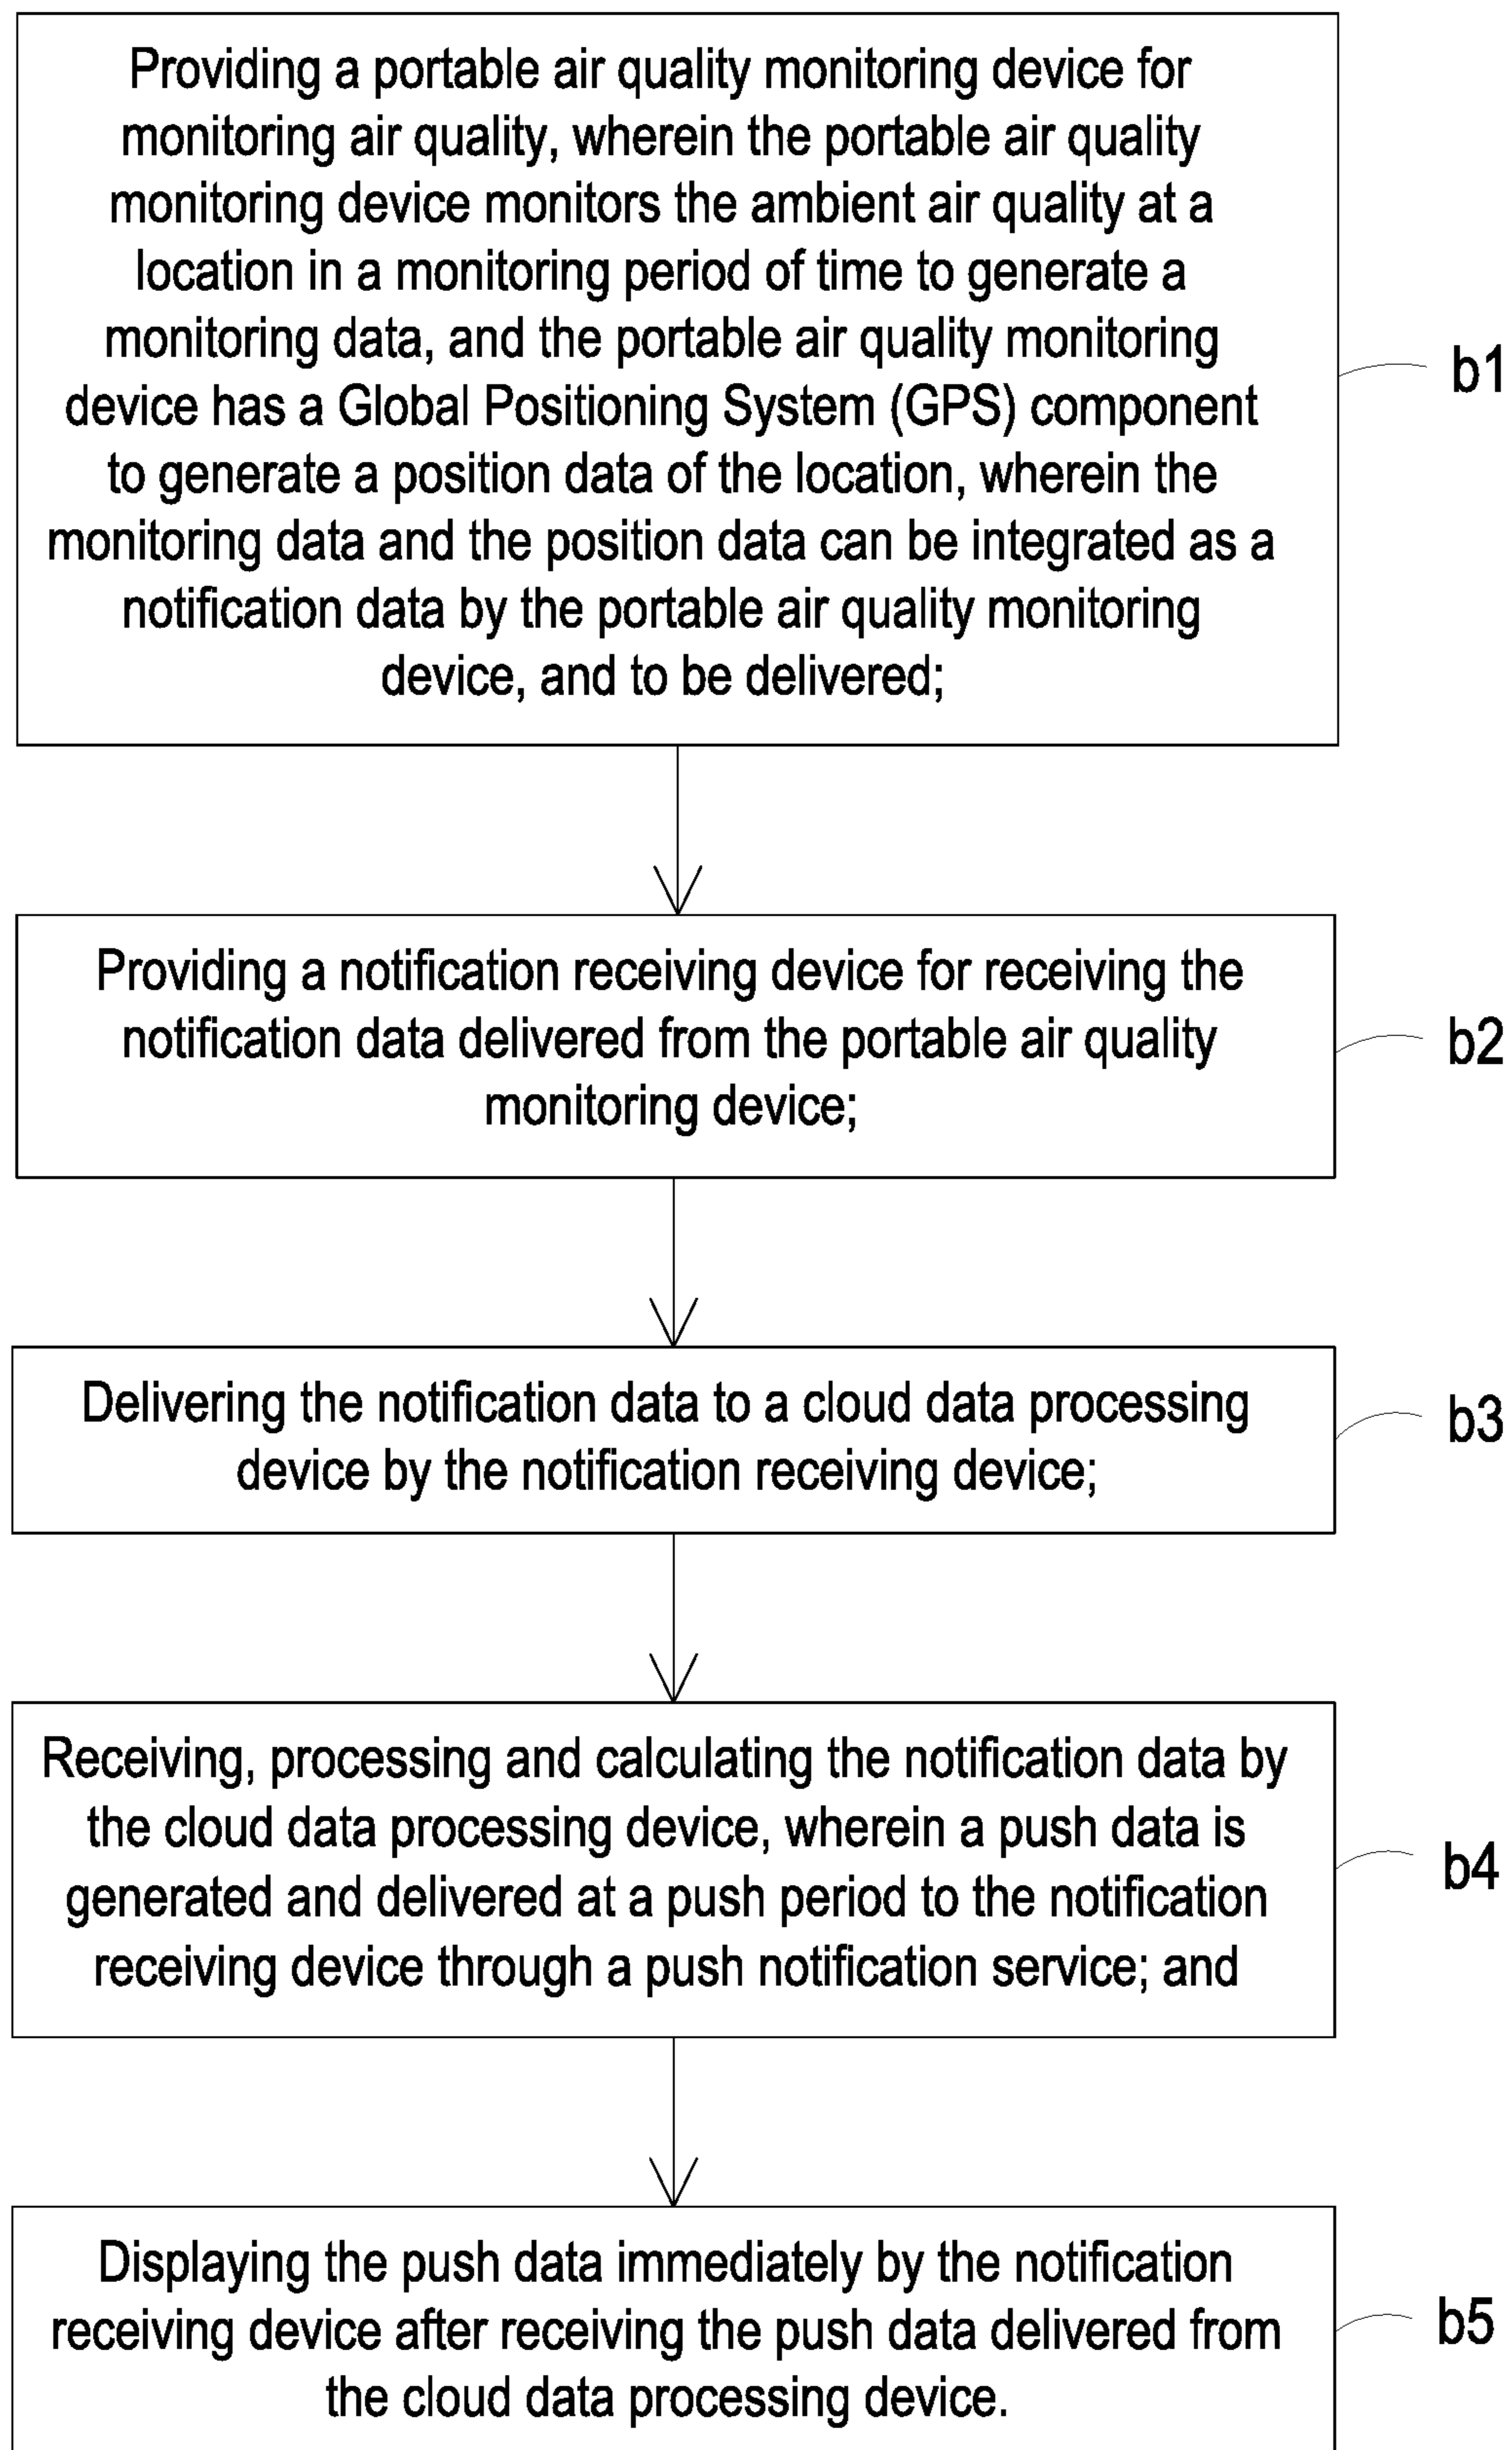 Providing a portable air quality monitoring device for
monitoring air quality, wherein the portable air quality
monitoring device monitors the ambient air quality at a
location in a monitoring period of time to generate a
monitoring data, and the portable air quality monitoring
device has a Global Positioning System (GPS) component
to generate a position data of the location, wherein the
monitoring data and the position data can be integrated as a
notification data by the portable air quality monitoring
device, and to be delivered;
b1
Providing a notification receiving device for receiving the
notification data delivered from the portable air quality
monitoring device;
b2
Delivering the notification data to a cloud data processing
device by the notification receiving device;
b3
Receiving, processing and calculating the notification data by
the cloud data processing device, wherein a push data is
generated and delivered at a push period to the notification
receiving device through a push notification service; and
b4
Displaying the push data immediately by the notification
receiving device after receiving the push data delivered from
the cloud data processing device.
b5